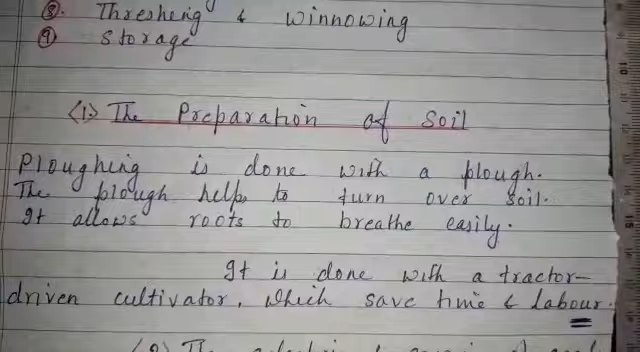 (8). Threshing & winnowing
(9) Storage
<1> The Preparation of Soil
Ploughing is done with a plough.
The plough helps to turn over soil.
It allows roots to breathe easily.
It is done with a tractor-
driven cultivator, which save time & labour.
The